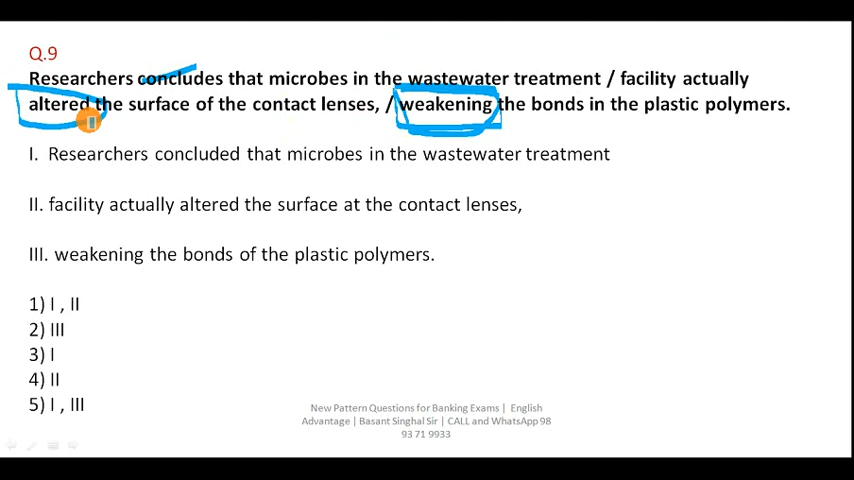 Q.9
Researchers concludes that microbes in the wastewater treatment / facility actually
altered the surface of the contact lenses, / weakening the bonds in the plastic polymers.
I. Researchers concluded that microbes in the wastewater treatment
II. facility actually altered the surface at the contact lenses,
III. weakening the bonds of the plastic polymers.
1) I , II
2) III
3) I
4) II
5) I , III
New Pattern Questions for Banking Exams | English
Advantage | Basant Singhal Sir | CALL and WhatsApp 98
93 71 9933